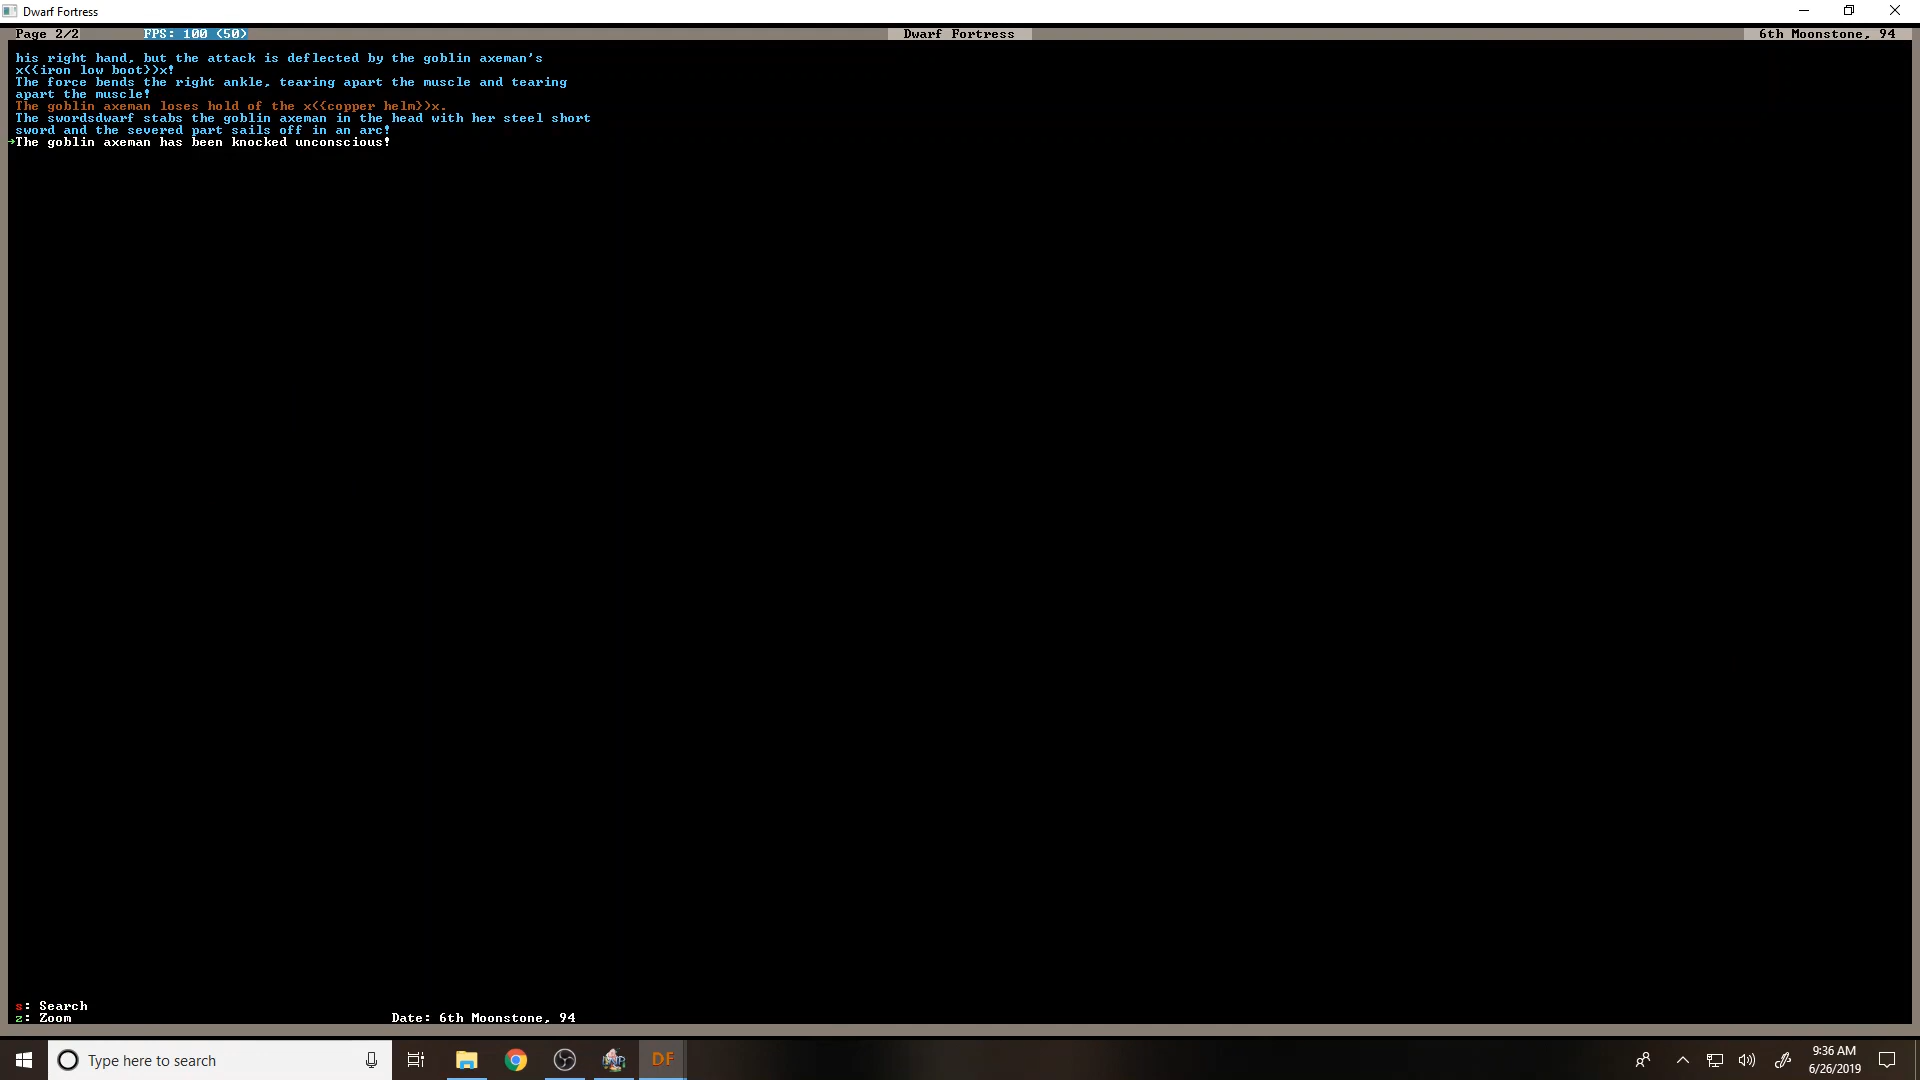 Dwarf Fortress
Page 2/2 FPS: 100 (50) Dwarf Fortress 6th Moonstone, 94
his right hand, but the attack is deflected by the goblin axeman's
x({iron low boot})x!
The force bends the right ankle, tearing apart the muscle and tearing
apart the muscle!
The goblin axeman loses hold of the x({copper helm})x.
The swordsdwarf stabs the goblin axeman in the head with her steel short
sword and the severed part sails off in an arc!
→The goblin axeman has been knocked unconscious!
s: Search
z: Zoom Date: 6th Moonstone, 94
Type here to search DF 9:36 AM
6/26/2019